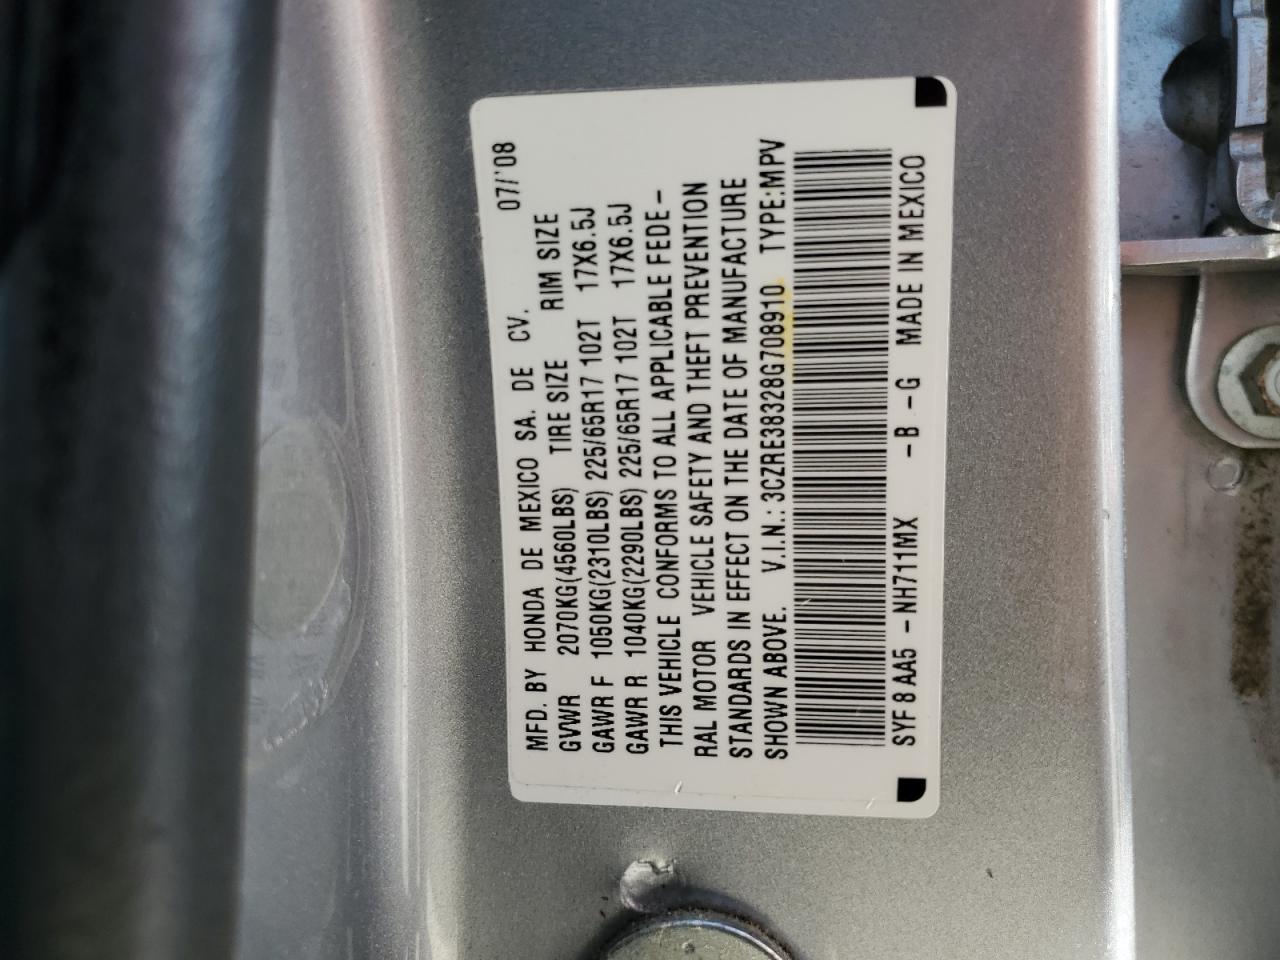 07/'08
MFD. BY HONDA DE MEXICO SA. DE CV.
GVWR 2070KG(4560LBS) TIRE SIZE RIM SIZE
GAWR F 1050KG(2310LBS) 225/65R17 102T 17X6.5J
GAWR R 1040KG(2290LBS) 225/65R17 102T 17X6.5J
THIS VEHICLE CONFORMS TO ALL APPLICABLE FEDE-
RAL MOTOR VEHICLE SAFETY AND THEFT PREVENTION
STANDARDS IN EFFECT ON THE DATE OF MANUFACTURE
SHOWN ABOVE. V.I.N.: 3CZRE38328G708910 TYPE:MPV
SYF 8 AA5 -NH711MX -B -G MADE IN MEXICO